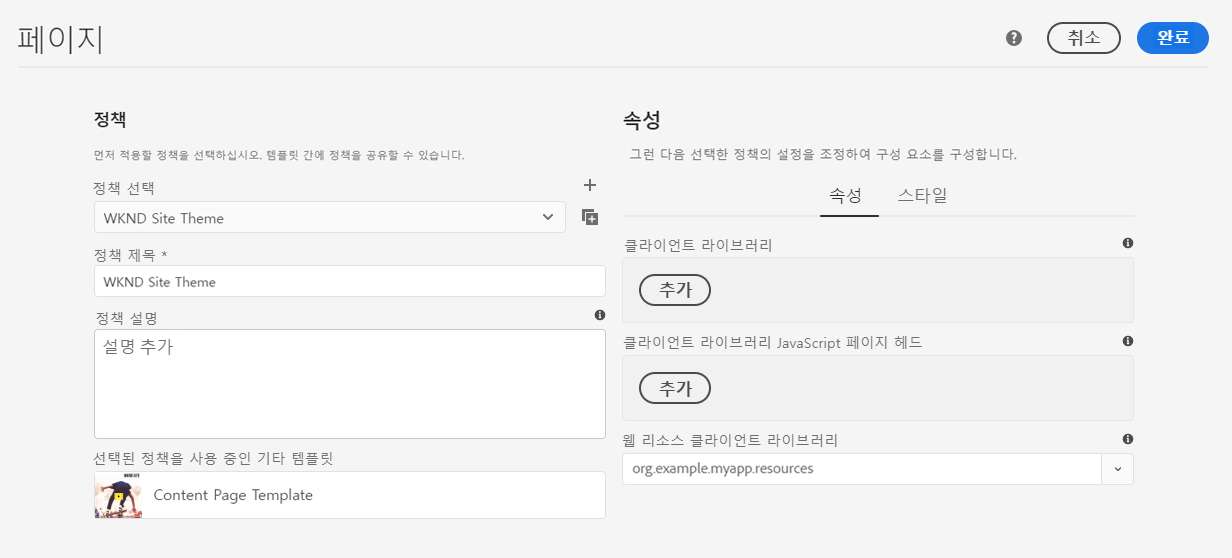 페이지
취소
완료
정책
먼저 적용할 정책을 선택하십시오. 템플릿 간에 정책을 공유할 수 있습니다.
정책 선택
WKND Site Theme
정책 제목 *
WKND Site Theme
정책 설명
설명 추가
선택된 정책을 사용 중인 기타 템플릿
WKND SITE
Content Page Template
속성
그런 다음 선택한 정책의 설정을 조정하여 구성 요소를 구성합니다.
속성 스타일
클라이언트 라이브러리
추가
클라이언트 라이브러리 JavaScript 페이지 헤드
추가
웹 리소스 클라이언트 라이브러리
org.example.myapp.resources